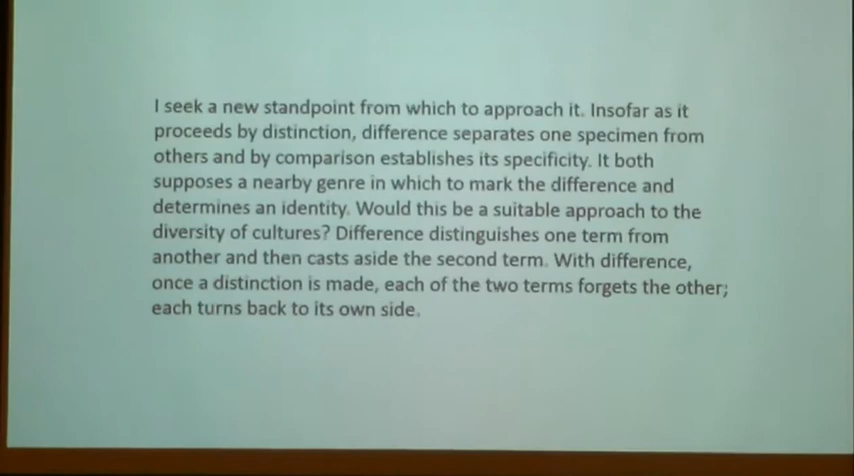 I seek a new standpoint from which to approach it. Insofar as it
proceeds by distinction, difference separates one specimen from
others and by comparison establishes its specificity. It both
supposes a nearby genre in which to mark the difference and
determines an identity. Would this be a suitable approach to the
diversity of cultures? Difference distinguishes one term from
another and then casts aside the second term. With difference,
once a distinction is made, each of the two terms forgets the other;
each turns back to its own side.